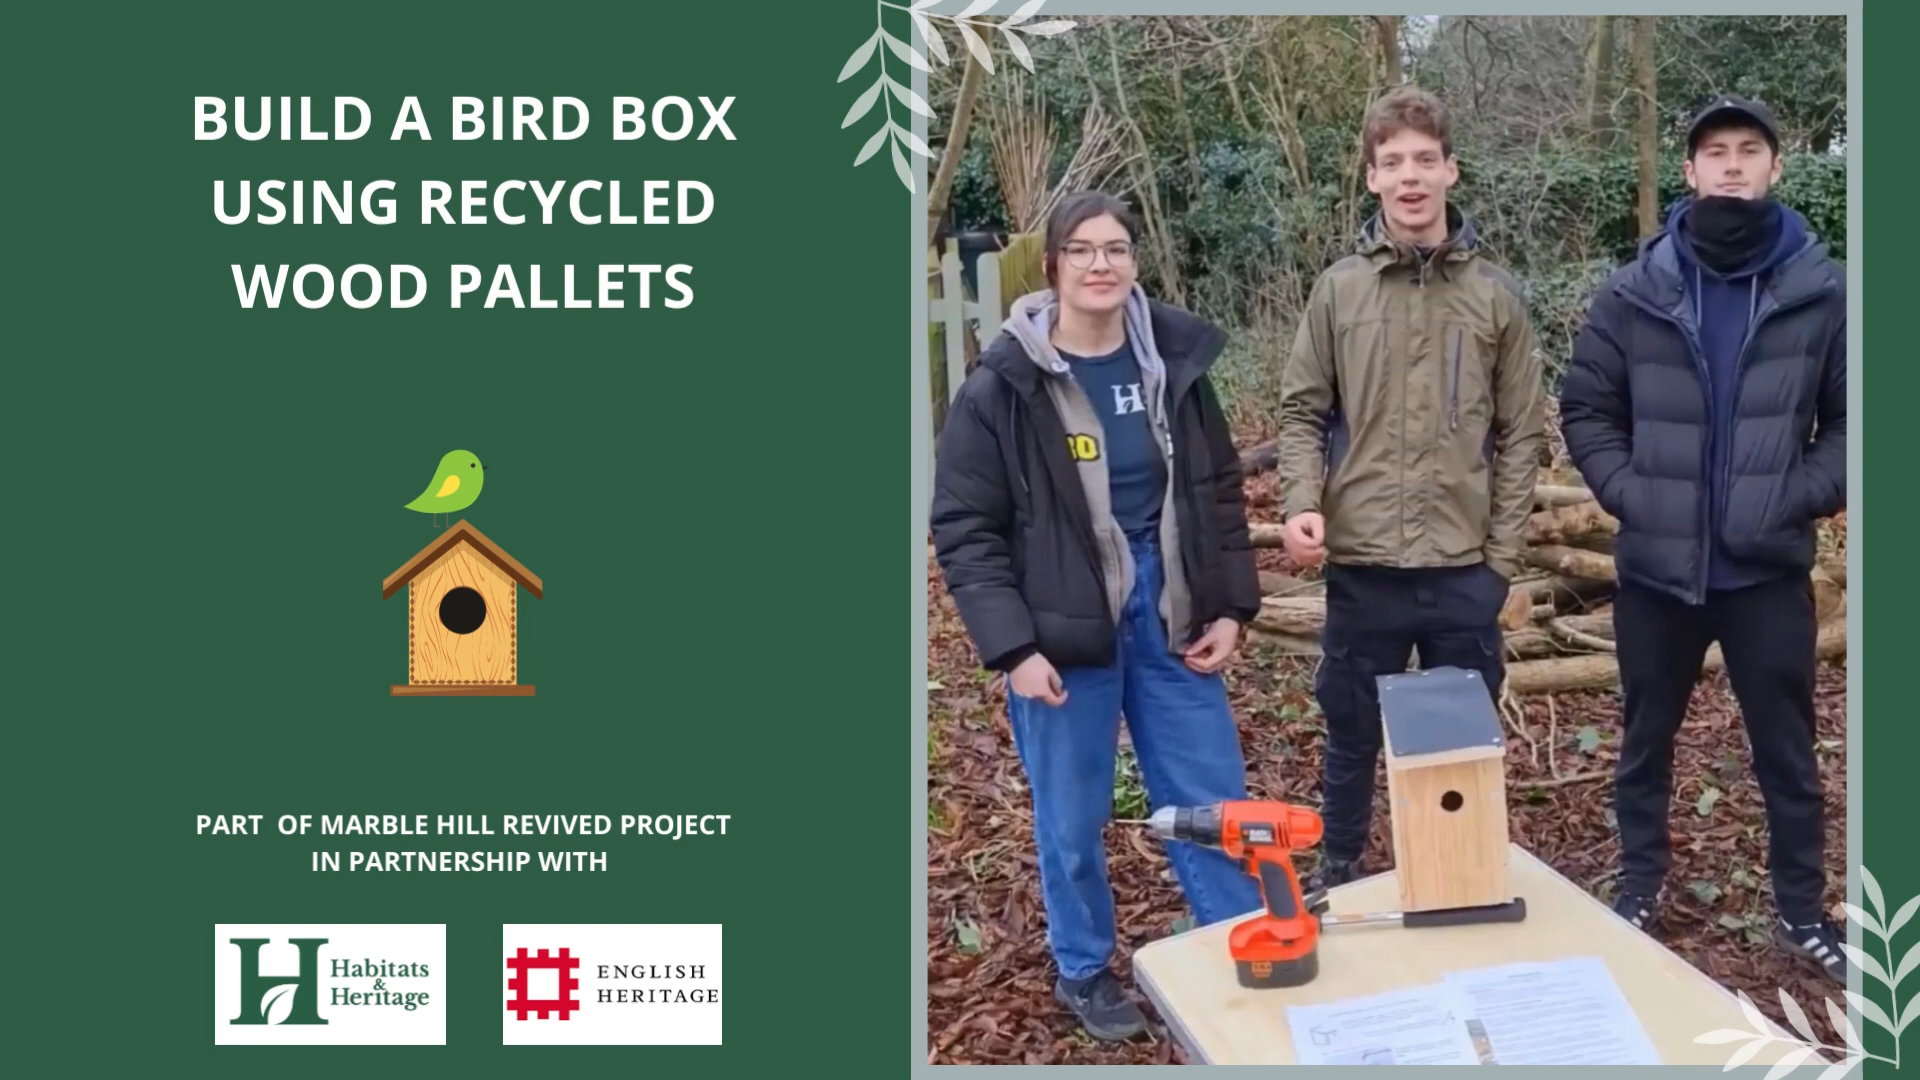 BUILD A BIRD BOX
USING RECYCLED
WOOD PALLETS
PART OF MARBLE HILL REVIVED PROJECT
IN PARTNERSHIP WITH
Habitats
&
Heritage
ENGLISH
HERITAGE
H